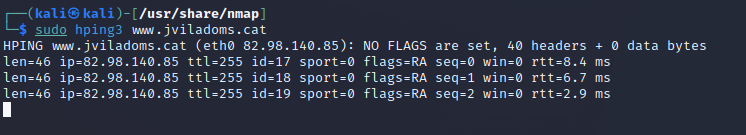 ┌──(kali㉿kali)-[/usr/share/nmap]
└─$ sudo hping3 www.jviladoms.cat
HPING www.jviladoms.cat (eth0 82.98.140.85): NO FLAGS are set, 40 headers + 0 data bytes
len=46 ip=82.98.140.85 ttl=255 id=17 sport=0 flags=RA seq=0 win=0 rtt=8.4 ms
len=46 ip=82.98.140.85 ttl=255 id=18 sport=0 flags=RA seq=1 win=0 rtt=6.7 ms
len=46 ip=82.98.140.85 ttl=255 id=19 sport=0 flags=RA seq=2 win=0 rtt=2.9 ms